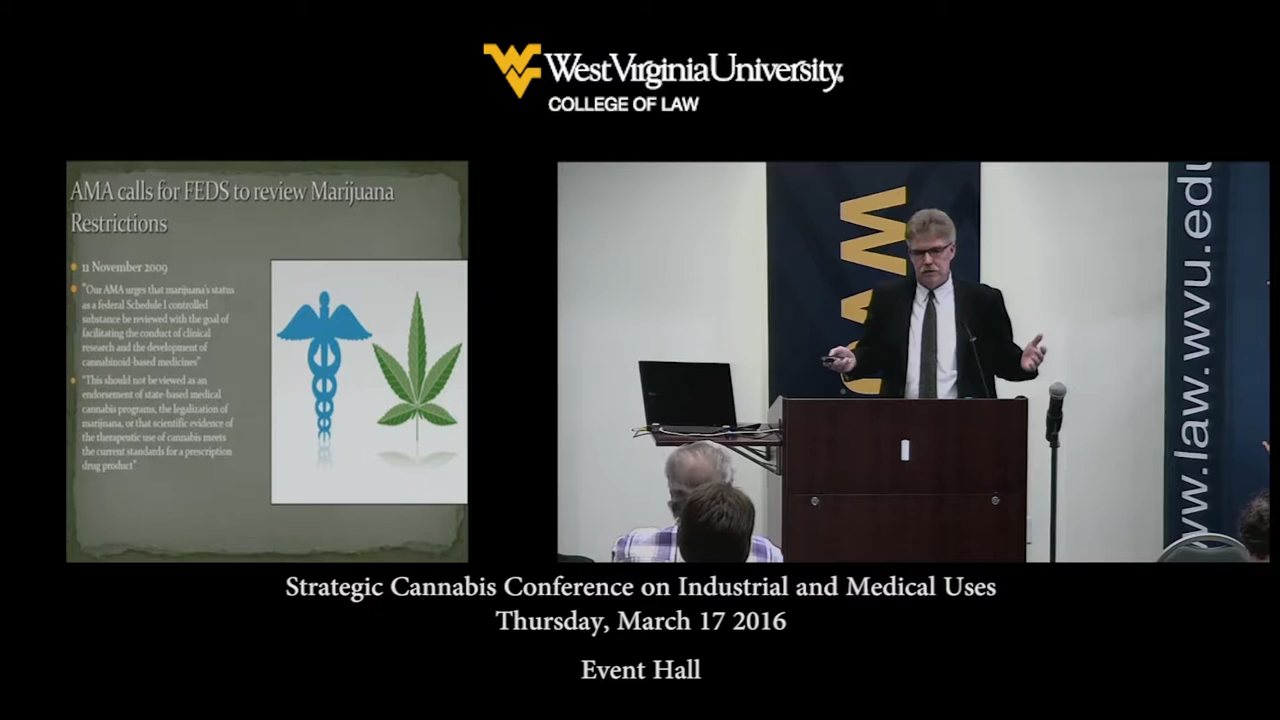 WestVirginiaUniversity.
COLLEGE OF LAW
AMA calls for FEDS to review Marijuana
Restrictions
11 November 2009
"Our AMA urges that marijuana's status
as a federal Schedule I controlled
substance be reviewed with the goal of
facilitating the conduct of clinical
research and the development of
cannabinoid-based medicines"
"This should not be viewed as an
endorsement of state-based medical
cannabis programs, the legalization of
marijuana, or that scientific evidence of
the therapeutic use of cannabis meets
the current standards for a prescription
drug product"
ww.law.wvu.edu
Strategic Cannabis Conference on Industrial and Medical Uses
Thursday, March 17 2016
Event Hall